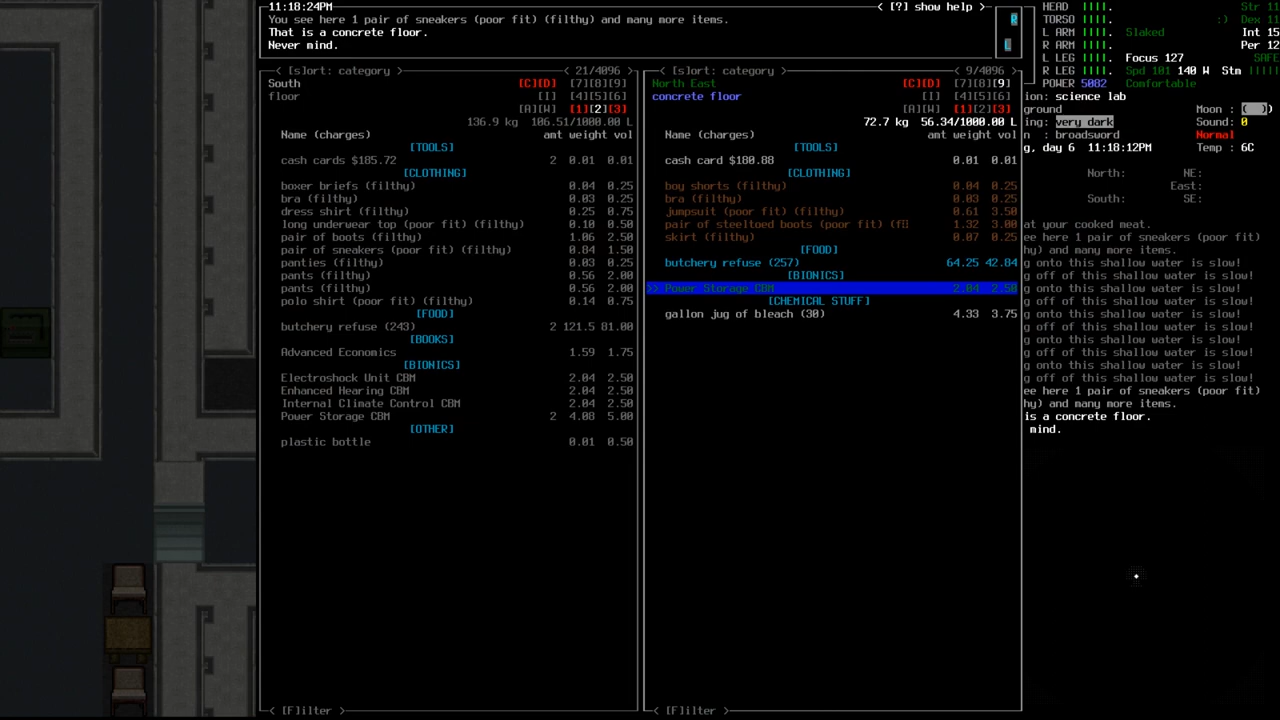 11:18:24PM
< [?] show help >
You see here 1 pair of sneakers (poor fit) (filthy) and many more items.
That is a concrete floor.
Never mind.
R
L
< [s]ort: category > < 21/4096 >
South [C][D] [7][8][9]
floor [I] [4][5][6]
[A][W] [1][2][3]
136.9 kg 106.51/1000.00 L
Name (charges) amt weight vol
[TOOLS]
cash cards $185.72 2 0.01 0.01
[CLOTHING]
boxer briefs (filthy) 0.04 0.25
bra (filthy) 0.03 0.25
dress shirt (filthy) 0.25 0.75
long underwear top (poor fit) (filthy) 0.10 0.50
pair of boots (filthy) 1.06 2.50
pair of sneakers (poor fit) (filthy) 0.84 1.50
panties (filthy) 0.03 0.25
pants (filthy) 0.56 2.00
pants (filthy) 0.56 2.00
polo shirt (poor fit) (filthy) 0.14 0.75
[FOOD]
butchery refuse (243) 2 121.5 81.00
[BOOKS]
Advanced Economics 1.59 1.75
[BIONICS]
Electroshock Unit CBM 2.04 2.50
Enhanced Hearing CBM 2.04 2.50
Internal Climate Control CBM 2.04 2.50
Power Storage CBM 2 4.08 5.00
[OTHER]
plastic bottle 0.01 0.50
< [F]ilter >
< [s]ort: category > < 9/4096 >
North East [C][D] [7][8][9]
concrete floor [I] [4][5][6]
[A][W] [1][2][3]
72.7 kg 56.34/1000.00 L
Name (charges) amt weight vol
[TOOLS]
cash card $180.88 0.01 0.01
[CLOTHING]
boy shorts (filthy) 0.04 0.25
bra (filthy) 0.03 0.25
jumpsuit (poor fit) (filthy) 0.61 3.50
pair of steeltoed boots (poor fit) (fi 1.32 3.00
skirt (filthy) 0.07 0.25
[FOOD]
butchery refuse (257) 64.25 42.84
[BIONICS]
>> Power Storage CBM 2.04 2.50
[CHEMICAL STUFF]
gallon jug of bleach (30) 4.33 3.75
< [F]ilter >
HEAD ||||. Str 11
TORSO ||||. :) Dex 11
L ARM ||||. Slaked Int 15
R ARM ||||. Per 12
L LEG ||||. Focus 127 SAFE
R LEG ||||. Spd 101 140 W Stm |||||
POWER 5082 Comfortable
ion: science lab
ground Moon : ( )
ing: very dark Sound: 0
n : broadsword Normal
g, day 6 11:18:12PM Temp : 6C
North: NE:
East:
South: SE:
at your cooked meat.
ee here 1 pair of sneakers (poor fit)
hy) and many more items.
g onto this shallow water is slow!
g off of this shallow water is slow!
g onto this shallow water is slow!
g off of this shallow water is slow!
g onto this shallow water is slow!
g onto this shallow water is slow!
g off of this shallow water is slow!
g off of this shallow water is slow!
g onto this shallow water is slow!
g off of this shallow water is slow!
ee here 1 pair of sneakers (poor fit)
hy) and many more items.
is a concrete floor.
mind.